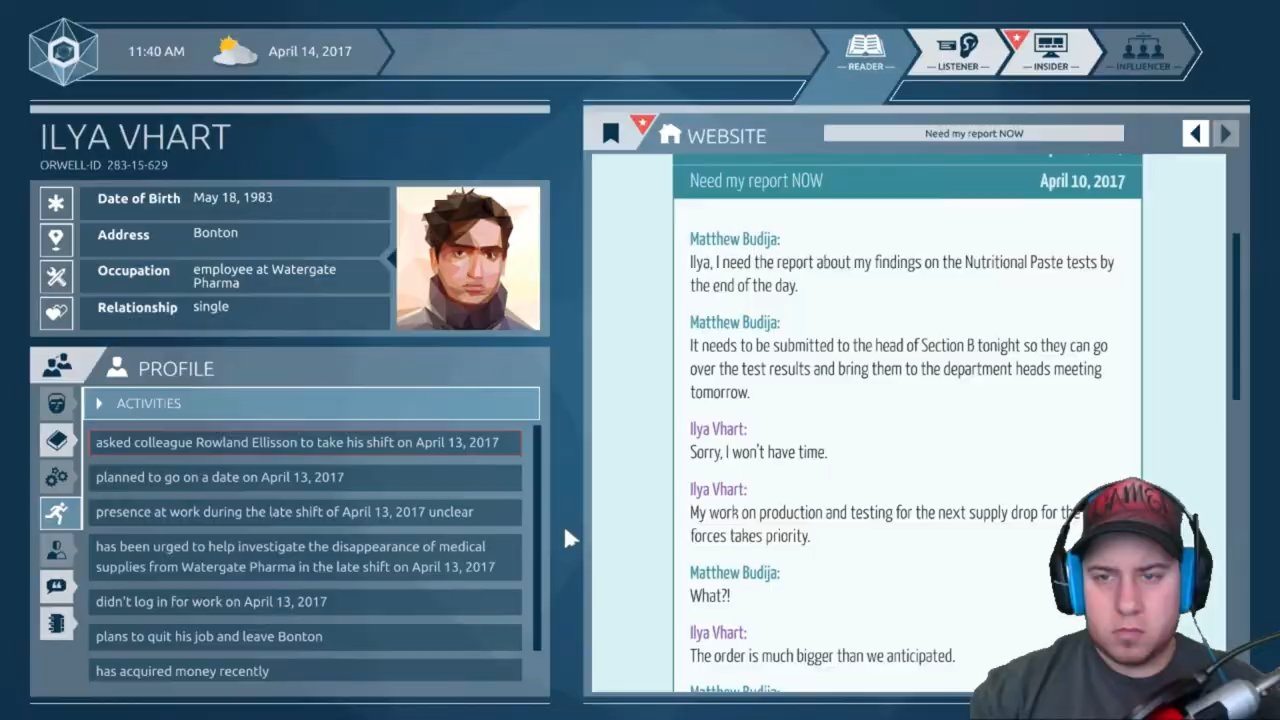 11:40 AM
April 14, 2017
READER
LISTENER
INSIDER
INFLUENCER
ILYA VHART
ORWELL-ID 283-15-629
Date of Birth May 18, 1983
Address Bonton
Occupation employee at Watergate
Pharma
Relationship single
PROFILE
ACTIVITIES
asked colleague Rowland Ellisson to take his shift on April 13, 2017
planned to go on a date on April 13, 2017
presence at work during the late shift of April 13, 2017 unclear
has been urged to help investigate the disappearance of medical
supplies from Watergate Pharma in the late shift on April 13, 2017
didn't log in for work on April 13, 2017
plans to quit his job and leave Bonton
has acquired money recently
WEBSITE
Need my report NOW
Need my report NOW April 10, 2017
Matthew Budija:
Ilya, I need the report about my findings on the Nutritional Paste tests by
the end of the day.
Matthew Budija:
It needs to be submitted to the head of Section B tonight so they can go
over the test results and bring them to the department heads meeting
tomorrow.
Ilya Vhart:
Sorry, I won't have time.
Ilya Vhart:
My work on production and testing for the next supply drop for
forces takes priority.
Matthew Budija:
What?!
Ilya Vhart:
The order is much bigger than we anticipated.
Matthew Budija: